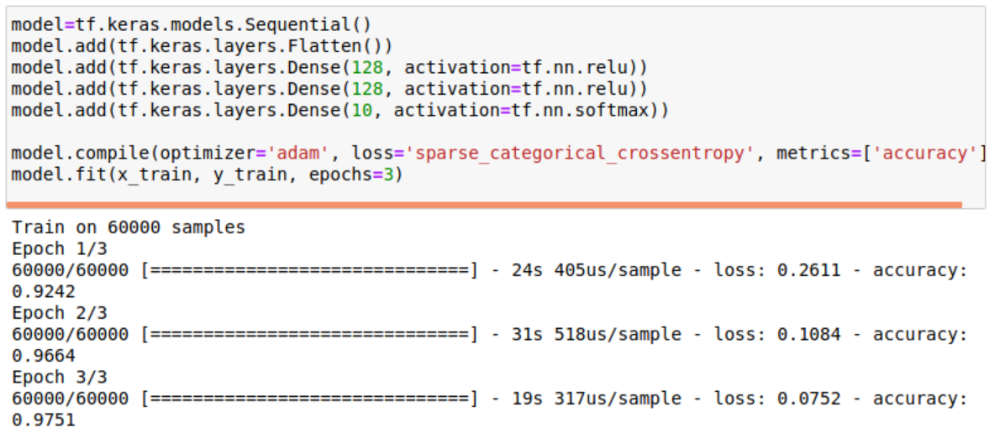 model=tf.keras.models.Sequential()
model.add(tf.keras.layers.Flatten())
model.add(tf.keras.layers.Dense(128, activation=tf.nn.relu))
model.add(tf.keras.layers.Dense(128, activation=tf.nn.relu))
model.add(tf.keras.layers.Dense(10, activation=tf.nn.softmax))
model.compile(optimizer='adam', loss='sparse_categorical_crossentropy', metrics=['accuracy']
model.fit(x_train, y_train, epochs=3)
Train on 60000 samples
Epoch 1/3
60000/60000 [==============================] - 24s 405us/sample - loss: 0.2611 - accuracy:
0.9242
Epoch 2/3
60000/60000 [==============================] - 31s 518us/sample - loss: 0.1084 - accuracy:
0.9664
Epoch 3/3
60000/60000 [==============================] - 19s 317us/sample - loss: 0.0752 - accuracy:
0.9751